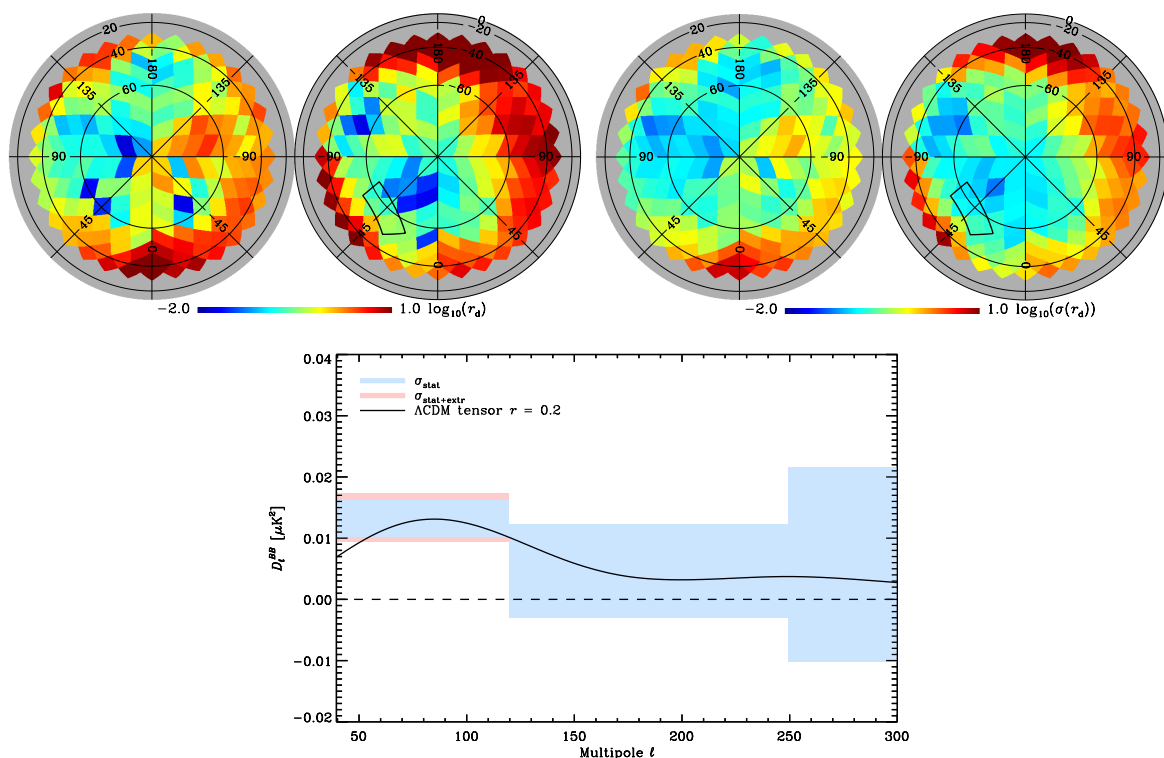 20 40 60 180 135 -135 90 -90 45 -45 0
0 -20 -40 -60 180 -135 135 90 -90 -45 45 0
20 40 60 180 135 -135 90 -90 45 -45 0
0 -20 -40 -60 180 -135 135 90 -90 -45 45 0
-2.0 1.0 log₁₀(r_d)
-2.0 1.0 log₁₀(σ(r_d))
σ_stat
σ_stat+extr
ΛCDM tensor r = 0.2
0.04
0.03
0.02
0.01
0.00
-0.01
-0.02
D_ℓ^BB [μK²]
50 100 150 200 250 300
Multipole ℓ